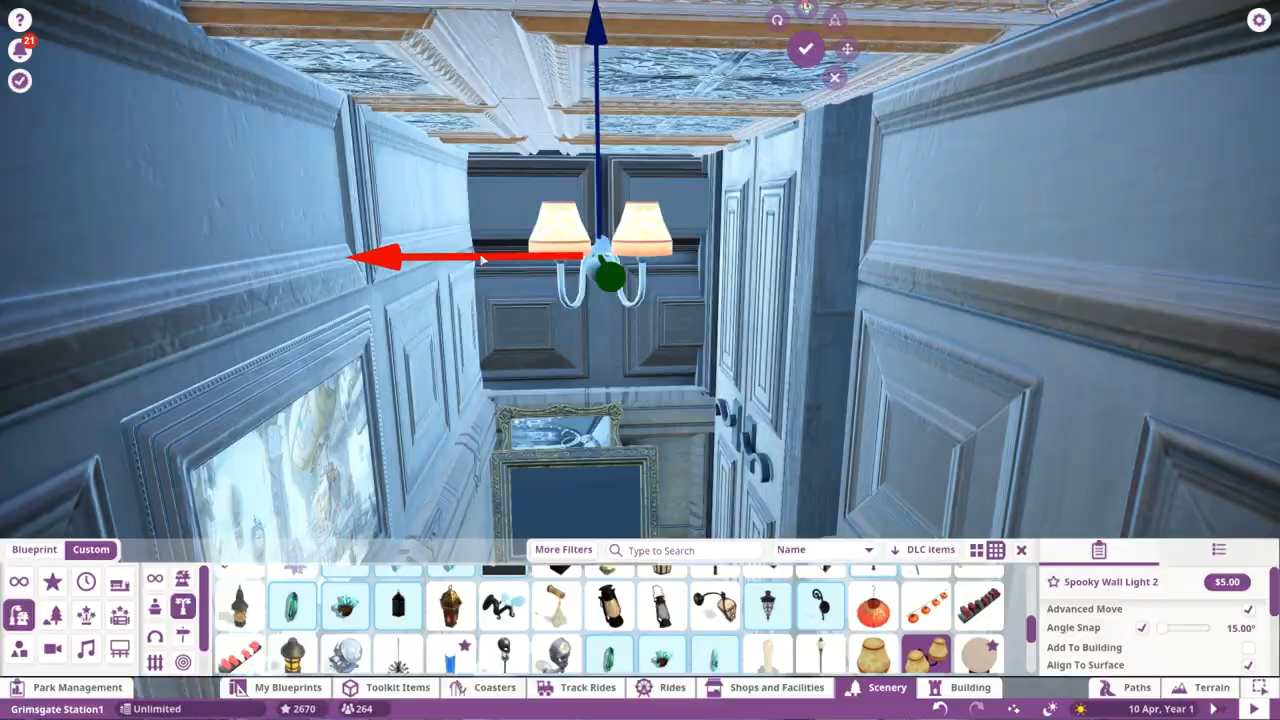 ?
21
Blueprint
Custom
More Filters
Type to Search
Name
DLC items
Spooky Wall Light 2
$5.00
Advanced Move
Angle Snap
15.00°
Add To Building
Align To Surface
Park Management
My Blueprints
Toolkit Items
Coasters
Track Rides
Rides
Shops and Facilities
Scenery
Building
Paths
Terrain
Grimsgate Station1
Unlimited
2670
264
10 Apr, Year 1